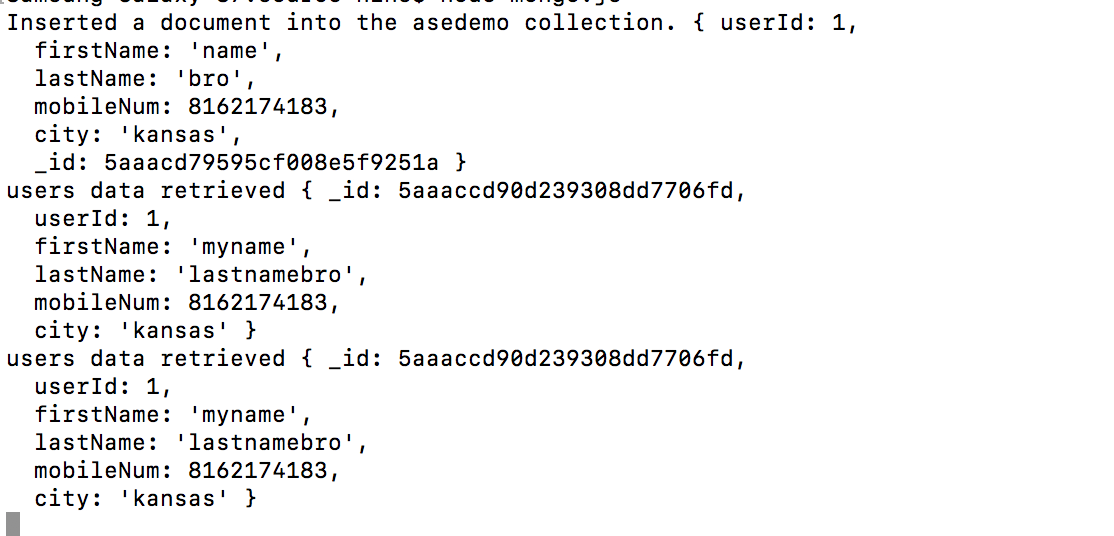 Inserted a document into the asedemo collection. { userId: 1,
  firstName: 'name',
  lastName: 'bro',
  mobileNum: 8162174183,
  city: 'kansas',
  _id: 5aaacd79595cf008e5f9251a }
users data retrieved { _id: 5aaaccd90d239308dd7706fd,
  userId: 1,
  firstName: 'myname',
  lastName: 'lastnamebro',
  mobileNum: 8162174183,
  city: 'kansas' }
users data retrieved { _id: 5aaaccd90d239308dd7706fd,
  userId: 1,
  firstName: 'myname',
  lastName: 'lastnamebro',
  mobileNum: 8162174183,
  city: 'kansas' }